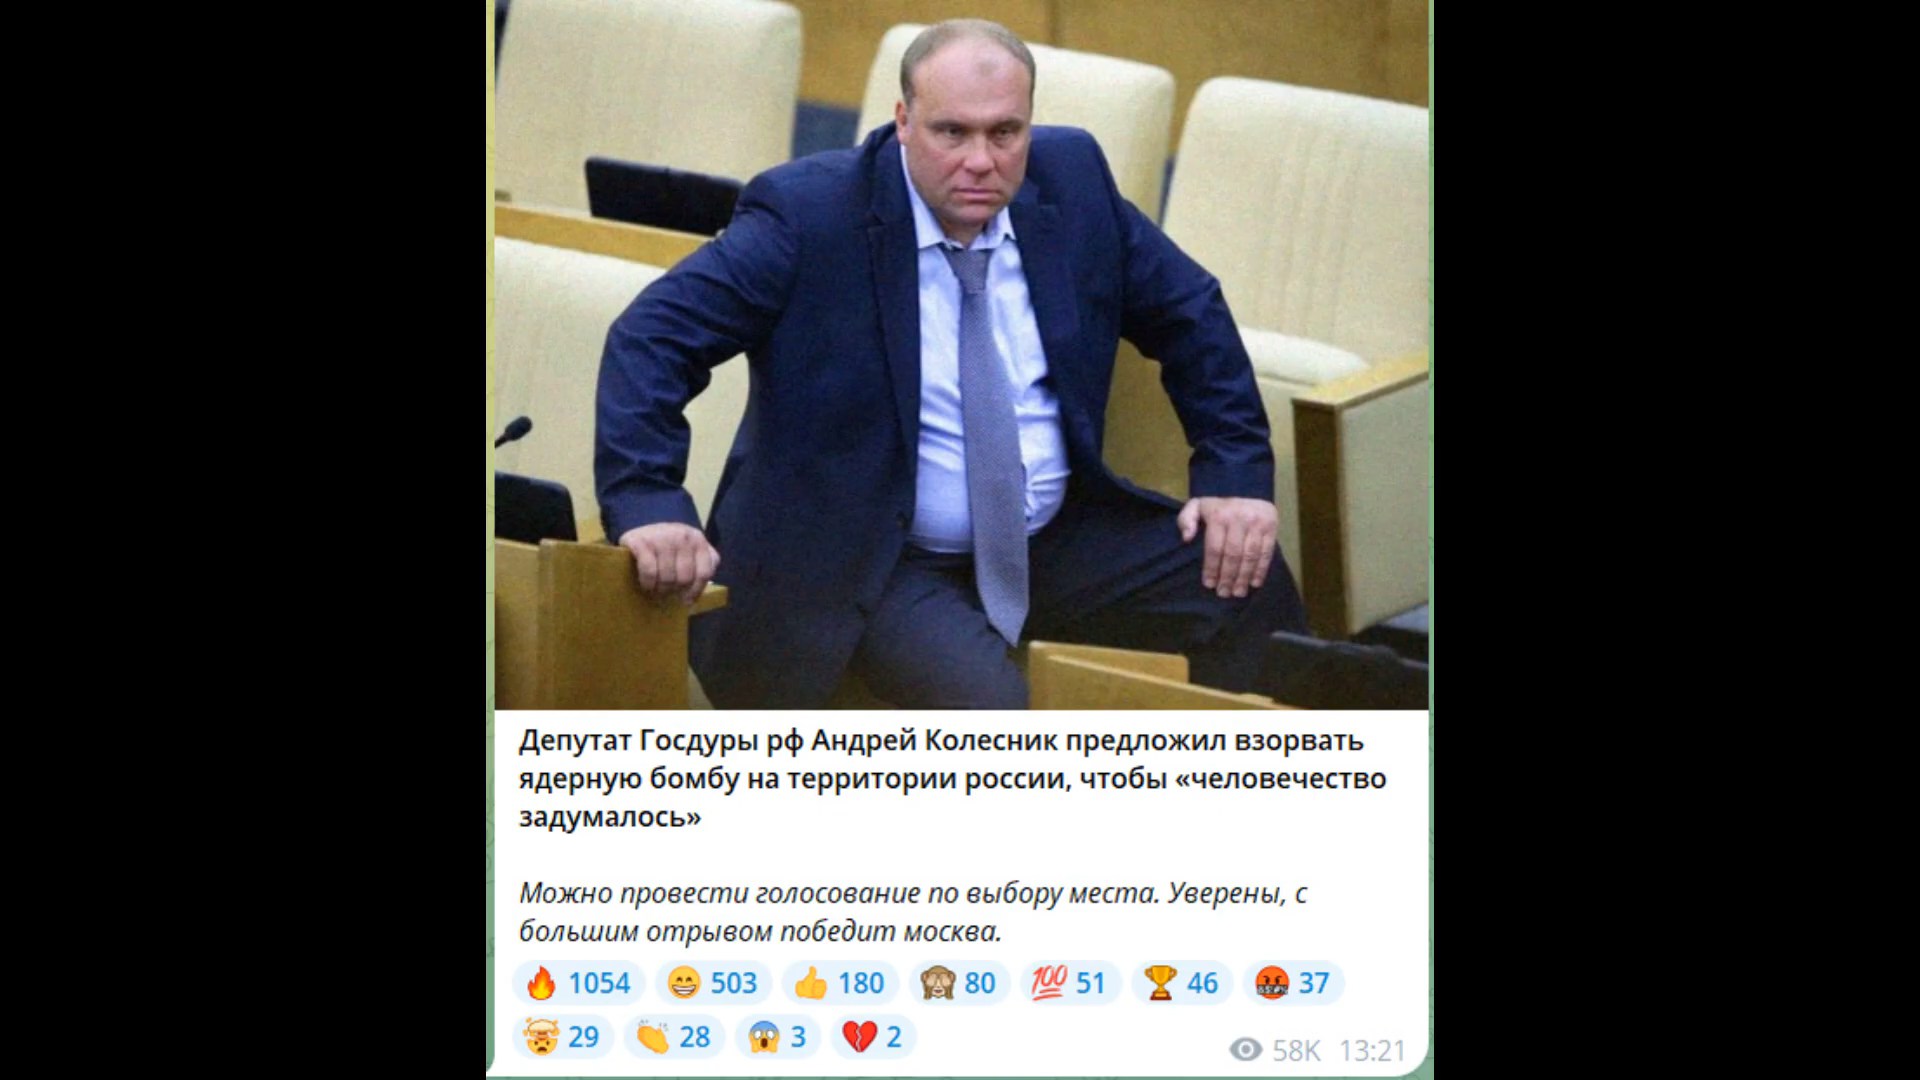 Депутат Госдуры рф Андрей Колесник предложил взорвать
ядерную бомбу на территории россии, чтобы «человечество
задумалось»
Можно провести голосование по выбору места. Уверены, с
большим отрывом победит москва.
🔥 1054 😁 503 👍 180 🙈 80 💯 51 🏆 46 🤬 37
🤯 29 👏 28 😱 3 💔 2
58K 13:21